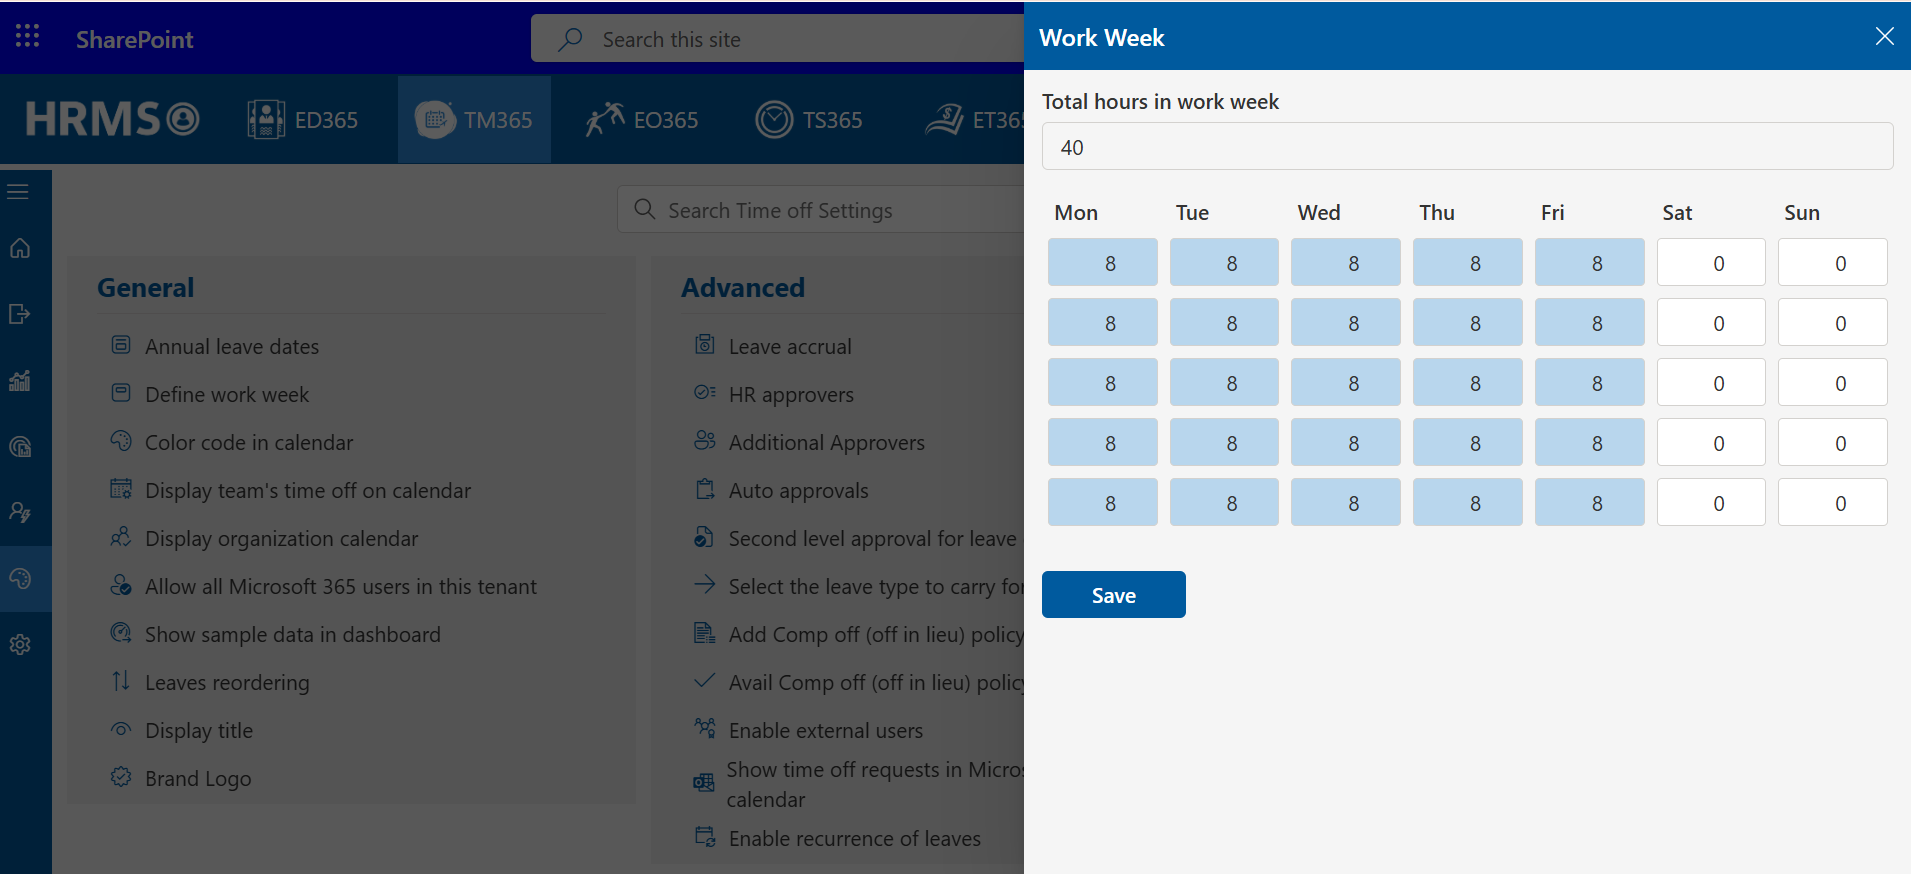 SharePoint
Search this site
HRMS
ED365
TM365
EO365
TS365
ET365
Search Time off Settings
General
Annual leave dates
Define work week
Color code in calendar
Display team's time off on calendar
Display organization calendar
Allow all Microsoft 365 users in this tenant
Show sample data in dashboard
Leaves reordering
Display title
Brand Logo
Advanced
Leave accrual
HR approvers
Additional Approvers
Auto approvals
Second level approval for leave
Select the leave type to carry
Add Comp off (off in lieu) policy
Avail Comp off (off in lieu) policy
Enable external users
Show time off requests in
calendar
Enable recurrence of leaves
Work Week
Total hours in work week
40
Mon Tue Wed Thu Fri Sat Sun
8 8 8 8 8 0 0
8 8 8 8 8 0 0
8 8 8 8 8 0 0
8 8 8 8 8 0 0
8 8 8 8 8 0 0
Save